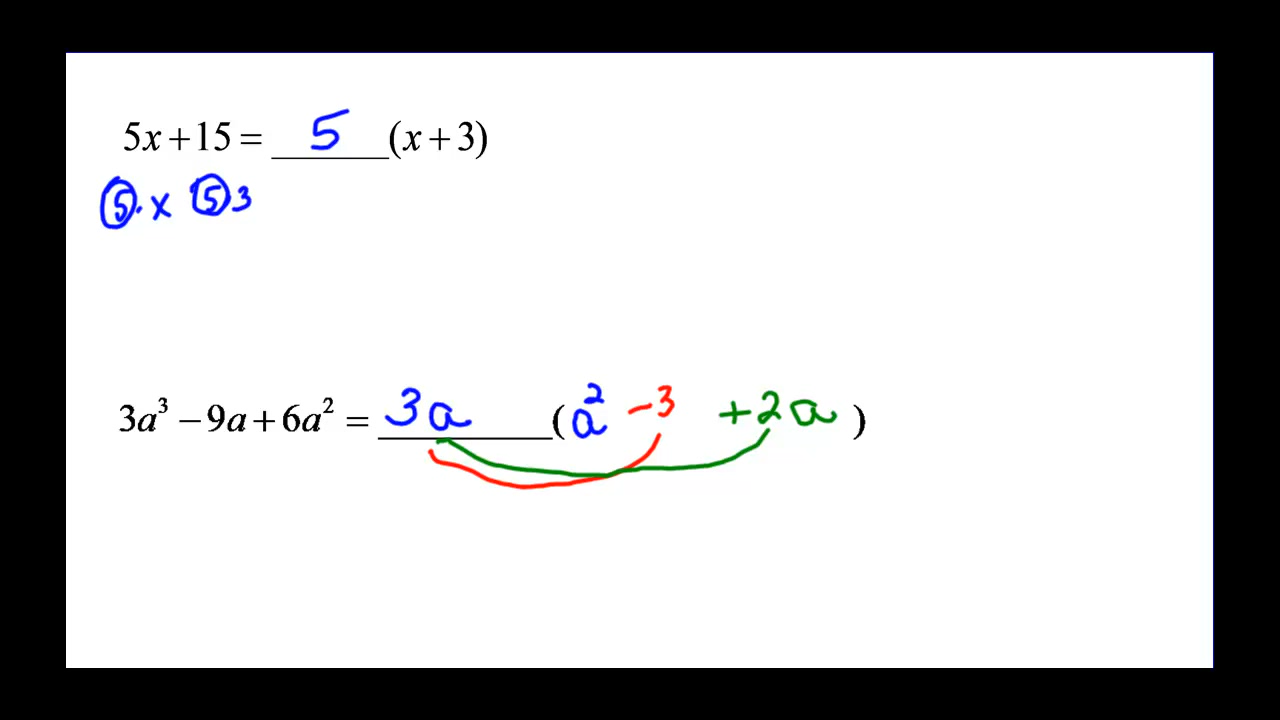 5x + 15 = 5 (x + 3)
5·x 5 3
3a³ − 9a + 6a² = 3a (a² − 3 + 2a)